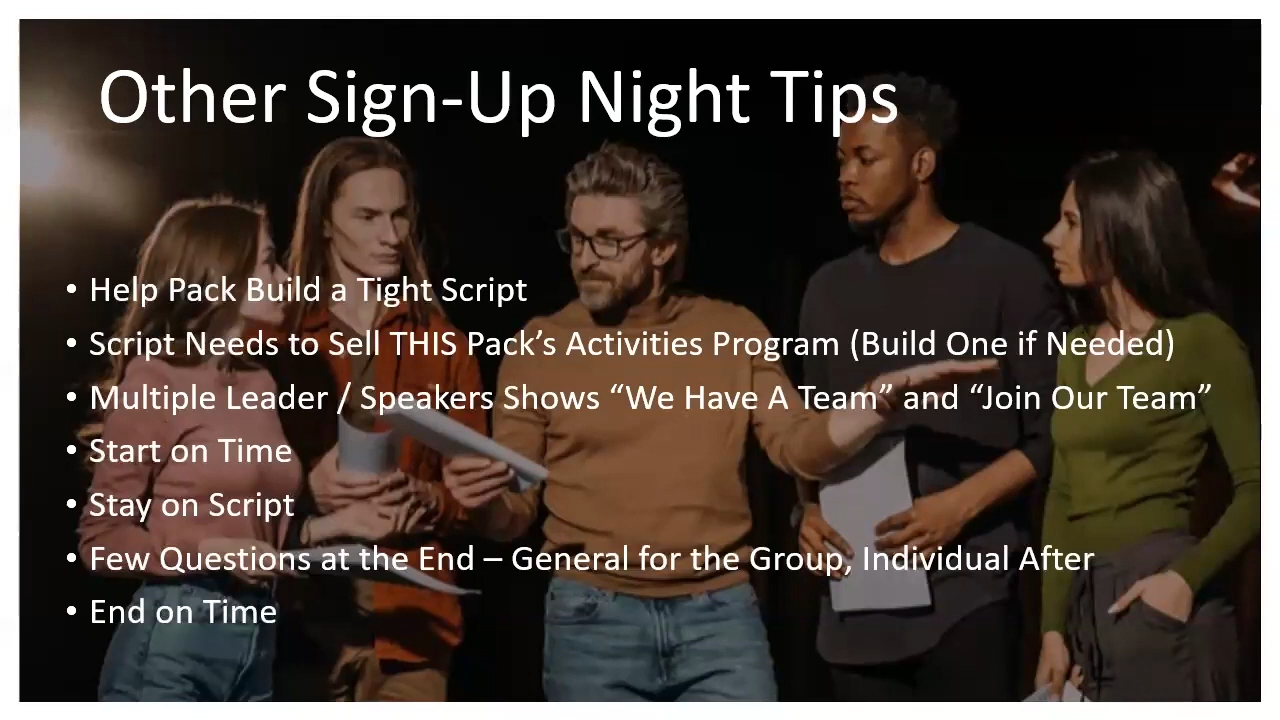 Other Sign-Up Night Tips
• Help Pack Build a Tight Script
• Script Needs to Sell THIS Pack’s Activities Program (Build One if Needed)
• Multiple Leader / Speakers Shows “We Have A Team” and “Join Our Team”
• Start on Time
• Stay on Script
• Few Questions at the End – General for the Group, Individual After
• End on Time